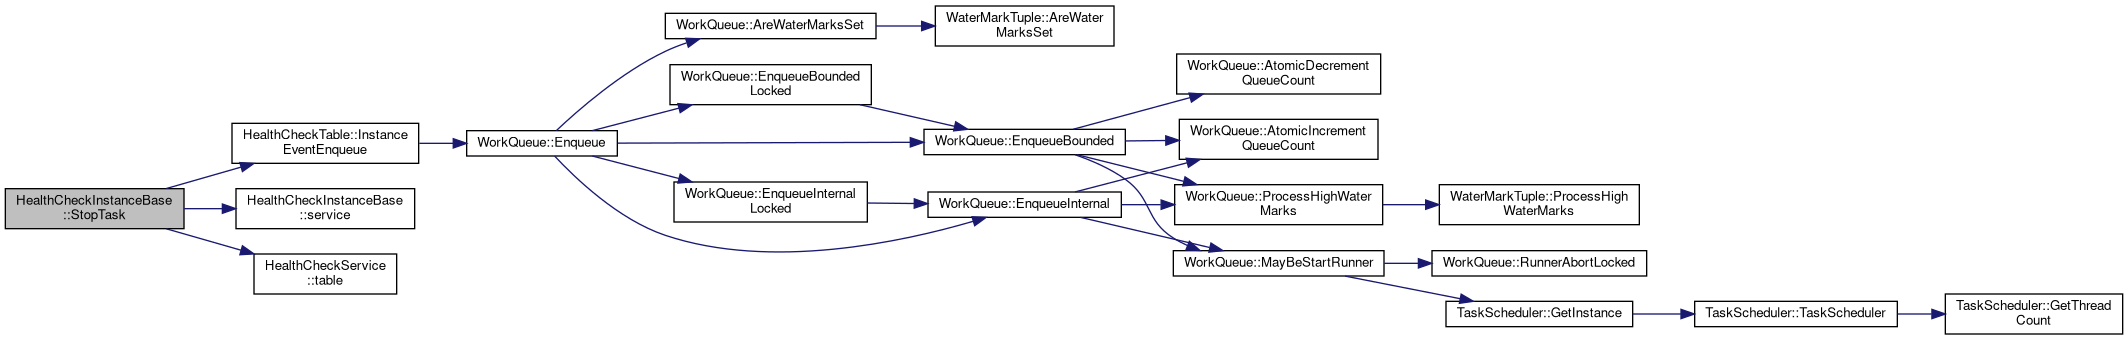 HealthCheckInstanceBase
::StopTask
HealthCheckTable::Instance
EventEnqueue
HealthCheckInstanceBase
::service
HealthCheckService
::table
WorkQueue::Enqueue
WorkQueue::AreWaterMarksSet
WorkQueue::EnqueueBounded
Locked
WorkQueue::EnqueueInternal
Locked
WaterMarkTuple::AreWater
MarksSet
WorkQueue::EnqueueBounded
WorkQueue::EnqueueInternal
WorkQueue::AtomicDecrement
QueueCount
WorkQueue::AtomicIncrement
QueueCount
WorkQueue::ProcessHighWater
Marks
WorkQueue::MayBeStartRunner
WaterMarkTuple::ProcessHigh
WaterMarks
WorkQueue::RunnerAbortLocked
TaskScheduler::GetInstance
TaskScheduler::TaskScheduler
TaskScheduler::GetThread
Count